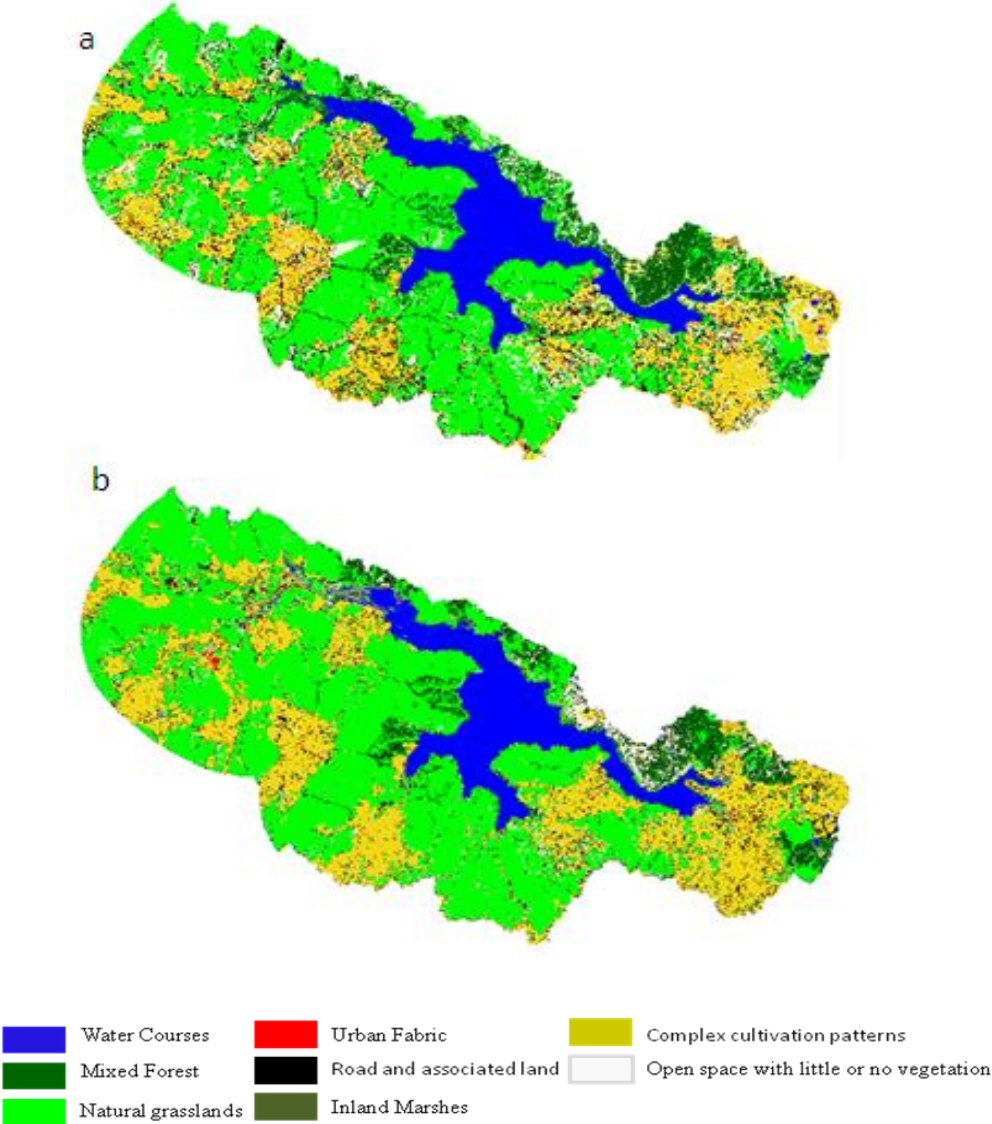 a
b
Water Courses
Urban Fabric
Complex cultivation patterns
Mixed Forest
Road and associated land
Open space with little or no vegetation
Natural grasslands
Inland Marshes